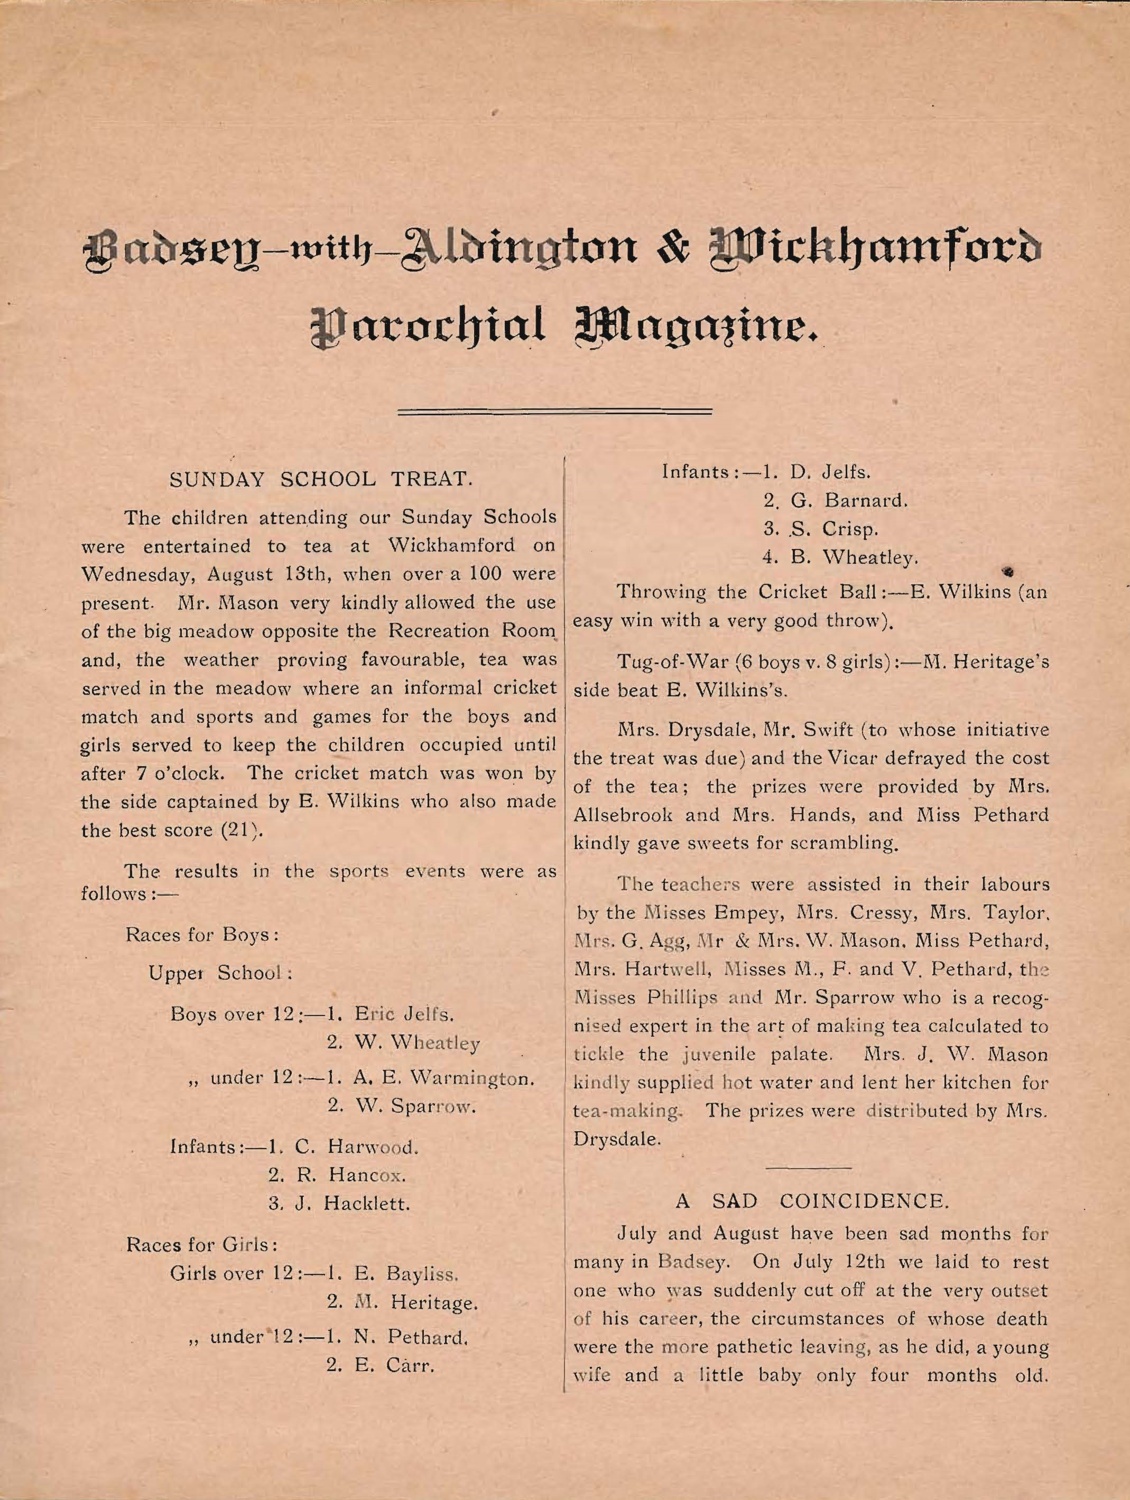 Badsey–with–Aldington & Wickhamford
Parochial Magazine.
SUNDAY SCHOOL TREAT.
The children attending our Sunday Schools
were entertained to tea at Wickhamford on
Wednesday, August 13th, when over a 100 were
present. Mr. Mason very kindly allowed the use
of the big meadow opposite the Recreation Room
and, the weather proving favourable, tea was
served in the meadow where an informal cricket
match and sports and games for the boys and
girls served to keep the children occupied until
after 7 o'clock. The cricket match was won by
the side captained by E. Wilkins who also made
the best score (21).
The results in the sports events were as
follows :—
Races for Boys :
Upper School :
Boys over 12 :—1. Eric Jelfs.
2. W. Wheatley
„ under 12 :—1. A. E. Warmington.
2. W. Sparrow.
Infants :—1. C. Harwood.
2. R. Hancox.
3. J. Hacklett.
Races for Girls :
Girls over 12 :—1. E. Bayliss.
2. M. Heritage.
„ under 12 :—1. N. Pethard.
2. E. Carr.
Infants :—1. D. Jelfs.
2. G. Barnard.
3. S. Crisp.
4. B. Wheatley.
Throwing the Cricket Ball :—E. Wilkins (an
easy win with a very good throw).
Tug-of-War (6 boys v. 8 girls) :—M. Heritage's
side beat E. Wilkins's.
Mrs. Drysdale, Mr. Swift (to whose initiative
the treat was due) and the Vicar defrayed the cost
of the tea ; the prizes were provided by Mrs.
Allsebrook and Mrs. Hands, and Miss Pethard
kindly gave sweets for scrambling.
The teachers were assisted in their labours
by the Misses Empey, Mrs. Cressy, Mrs. Taylor,
Mrs. G. Agg, Mr & Mrs. W. Mason, Miss Pethard,
Mrs. Hartwell, Misses M., F. and V. Pethard, the
Misses Phillips and Mr. Sparrow who is a recog-
nised expert in the art of making tea calculated to
tickle the juvenile palate. Mrs. J. W. Mason
kindly supplied hot water and lent her kitchen for
tea-making. The prizes were distributed by Mrs.
Drysdale.
A SAD COINCIDENCE.
July and August have been sad months for
many in Badsey. On July 12th we laid to rest
one who was suddenly cut off at the very outset
of his career, the circumstances of whose death
were the more pathetic leaving, as he did, a young
wife and a little baby only four months old.